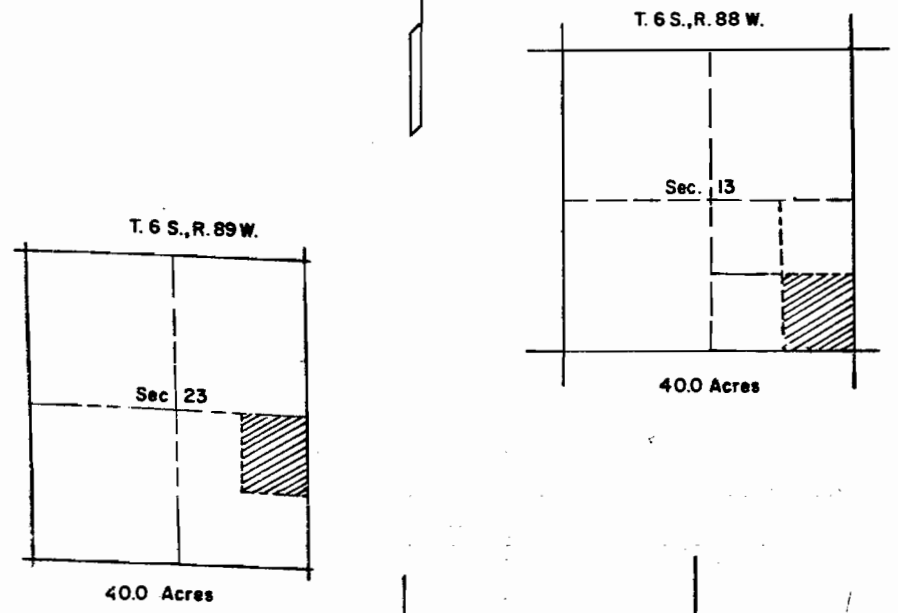 T. 6 S., R. 88 W.
Sec. 13
40.0 Acres
T. 6 S., R. 89 W.
Sec 23
40.0 Acres